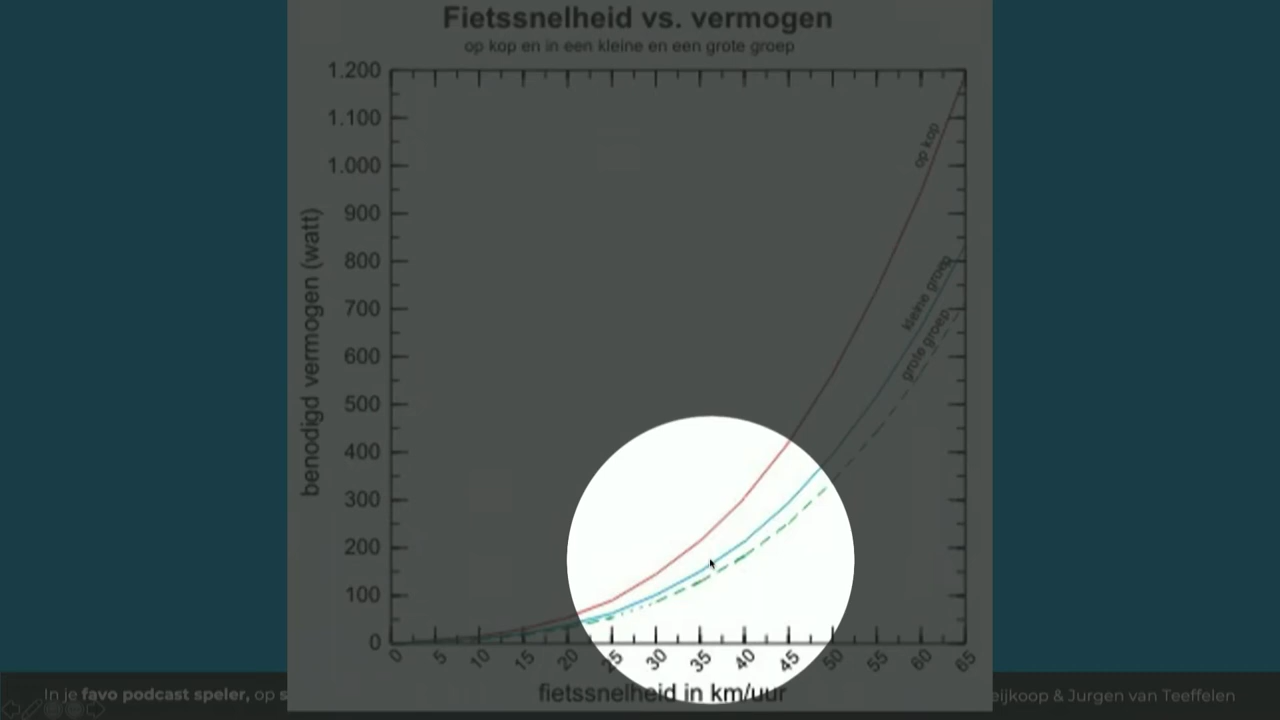 Fietssnelheid vs. vermogen
op kop en in een kleine en een grote groep
benodigd vermogen (watt)
1.200
1.100
1.000
900
800
700
600
500
400
300
200
100
0
op kop
kleine groep
grote groep
0 5 10 15 20 25 30 35 40 45 50 55 60 65
fietssnelheid in km/uur
In je favo podcast speler, op s
eijkoop & Jurgen van Teeffelen